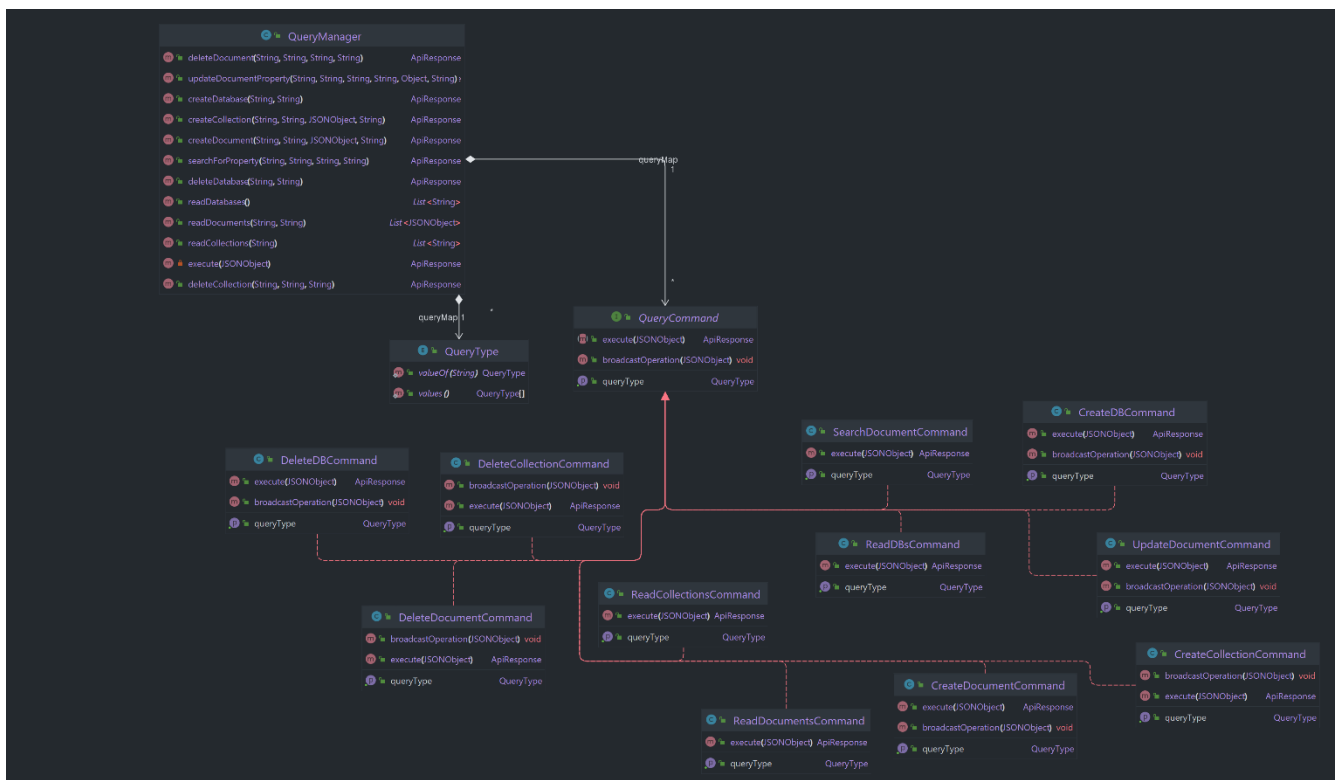 QueryManager
deleteDocument(String, String, String, String) ApiResponse
updateDocumentProperty(String, String, String, String, Object, String)
createDatabase(String, String) ApiResponse
createCollection(String, String, JSONObject, String) ApiResponse
createDocument(String, String, JSONObject, String) ApiResponse
searchForProperty(String, String, String, String) ApiResponse
deleteDatabase(String, String) ApiResponse
readDatabases() List<String>
readDocuments(String, String) List<JSONObject>
readCollections(String) List<String>
execute(JSONObject) ApiResponse
deleteCollection(String, String, String) ApiResponse
queryMap
1
*
queryMap 1
*
QueryCommand
execute(JSONObject) ApiResponse
broadcastOperation(JSONObject) void
queryType QueryType
QueryType
valueOf(String) QueryType
values() QueryType[]
CreateDBCommand
execute(JSONObject) ApiResponse
broadcastOperation(JSONObject) void
queryType QueryType
SearchDocumentCommand
execute(JSONObject) ApiResponse
queryType QueryType
DeleteDBCommand
execute(JSONObject) ApiResponse
broadcastOperation(JSONObject) void
queryType QueryType
DeleteCollectionCommand
broadcastOperation(JSONObject) void
execute(JSONObject) ApiResponse
queryType QueryType
ReadDBsCommand
execute(JSONObject) ApiResponse
queryType QueryType
UpdateDocumentCommand
execute(JSONObject) ApiResponse
broadcastOperation(JSONObject) void
queryType QueryType
ReadCollectionsCommand
execute(JSONObject) ApiResponse
queryType QueryType
DeleteDocumentCommand
broadcastOperation(JSONObject) void
execute(JSONObject) ApiResponse
queryType QueryType
CreateCollectionCommand
broadcastOperation(JSONObject) void
execute(JSONObject) ApiResponse
queryType QueryType
CreateDocumentCommand
execute(JSONObject) ApiResponse
broadcastOperation(JSONObject) void
queryType QueryType
ReadDocumentsCommand
execute(JSONObject) ApiResponse
queryType QueryType